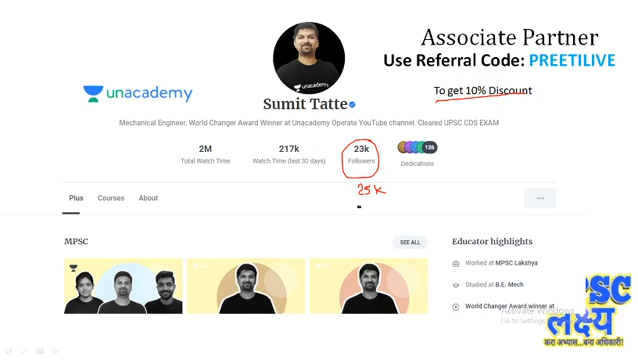 Associate Partner
Use Referral Code: PREETILIVE
To get 10% Discount
unacademy
unacademy
Sumit Tatte
Mechanical Engineer, World Changer Award Winner at Unacademy Operate YouTube channel. Cleared UPSC CDS EXAM
2M 217k 23k 126
Total Watch Time Watch Time (last 30 days) Followers Dedications
25k
Plus Courses About
MPSC SEE ALL Educator highlights
Worked at MPSC Lakshya
Studied at B.E. Mech
World Changer Award winner at
Activate Windows
Go to Settings
PSC
लक्ष्य
करा अभ्यास...बना अधिकारी!